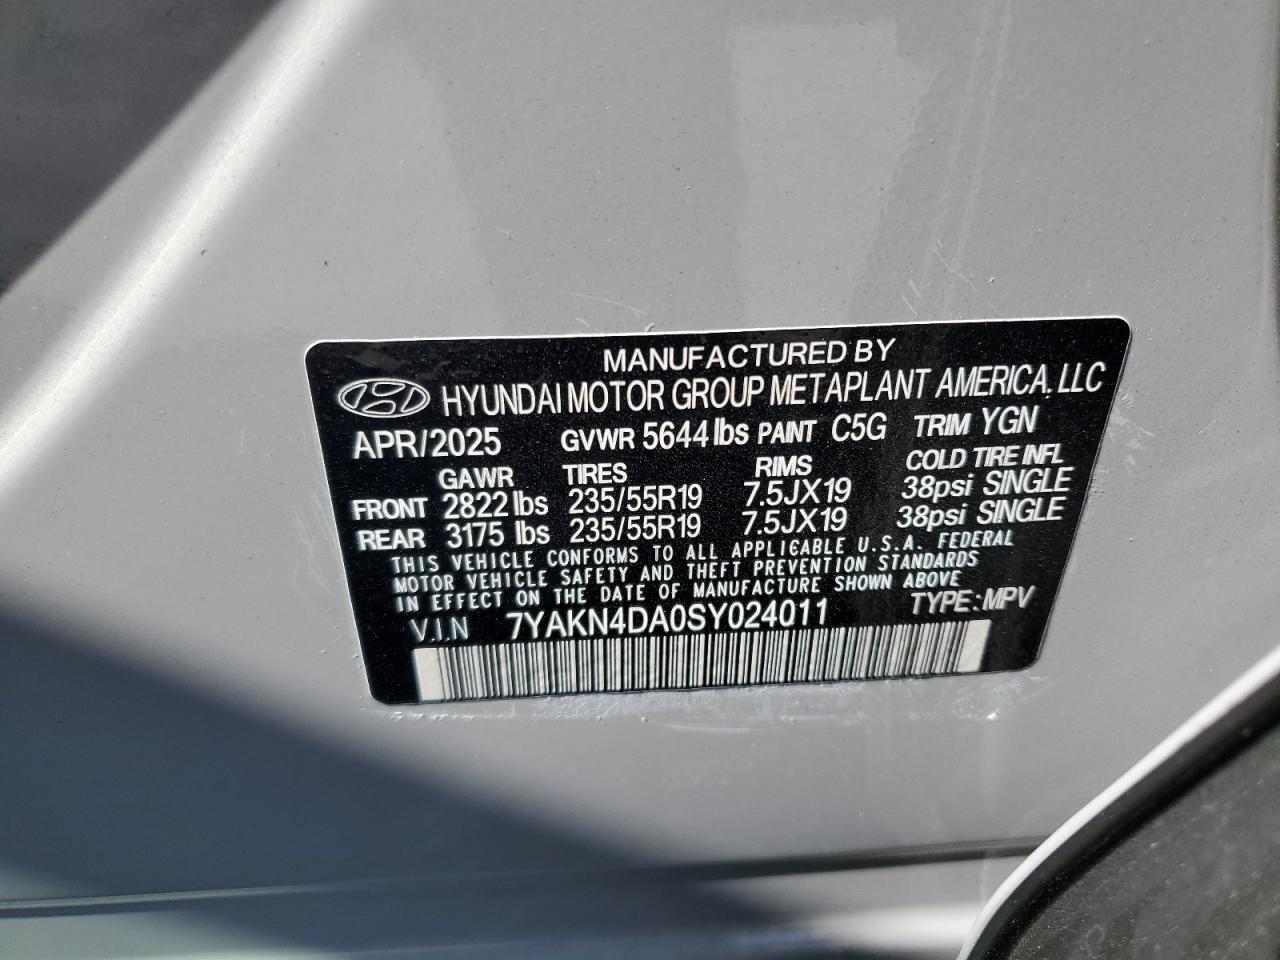 MANUFACTURED BY
HYUNDAI MOTOR GROUP METAPLANT AMERICA, LLC
APR/2025 GVWR 5644 lbs PAINT C5G TRIM YGN
GAWR TIRES RIMS COLD TIRE INFL
FRONT 2822 lbs 235/55R19 7.5JX19 38psi SINGLE
REAR 3175 lbs 235/55R19 7.5JX19 38psi SINGLE
THIS VEHICLE CONFORMS TO ALL APPLICABLE U.S.A. FEDERAL
MOTOR VEHICLE SAFETY AND THEFT PREVENTION STANDARDS
IN EFFECT ON THE DATE OF MANUFACTURE SHOWN ABOVE
V.I.N 7YAKN4DA0SY024011 TYPE: MPV